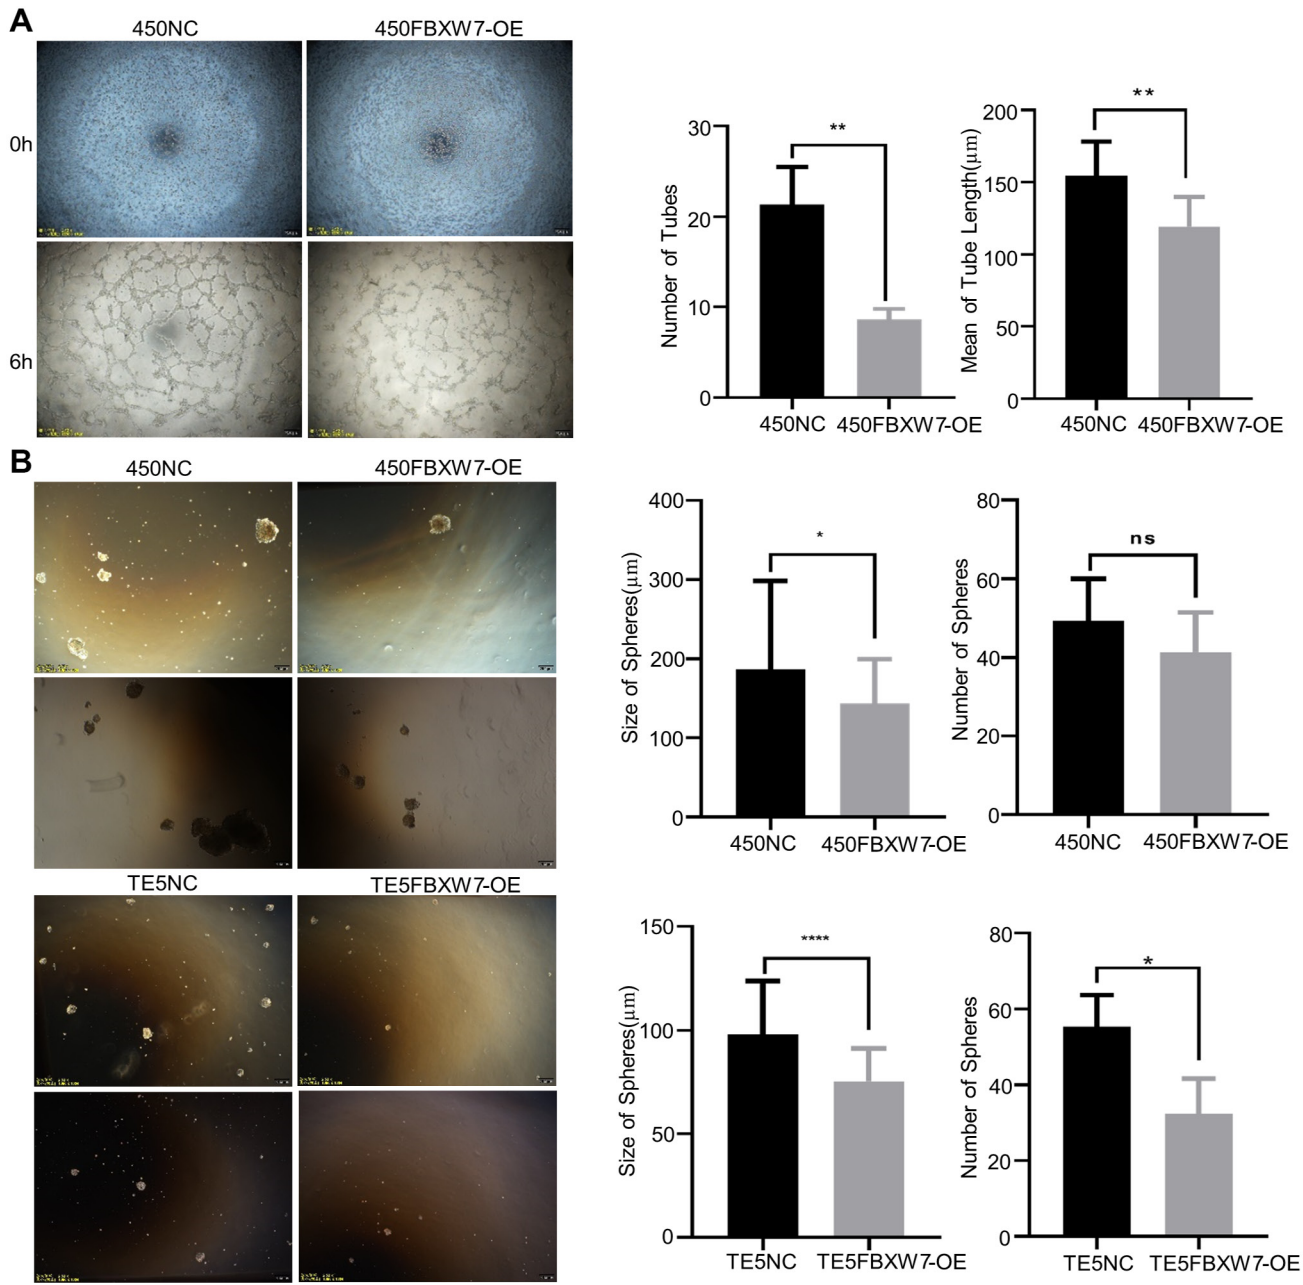 A
450NC 450FBXW7-OE
0h
6h
30
20
10
0
Number of Tubes
**
450NC 450FBXW7-OE
200
150
100
50
0
Mean of Tube Length(μm)
**
450NC 450FBXW7-OE
B
450NC 450FBXW7-OE
400
300
200
100
0
Size of Spheres(μm)
*
450NC 450FBXW7-OE
80
60
40
20
0
Number of Spheres
ns
450NC 450FBXW7-OE
TE5NC TE5FBXW7-OE
150
100
50
0
Size of Spheres(μm)
****
TE5NC TE5FBXW7-OE
80
60
40
20
0
Number of Spheres
*
TE5NC TE5FBXW7-OE